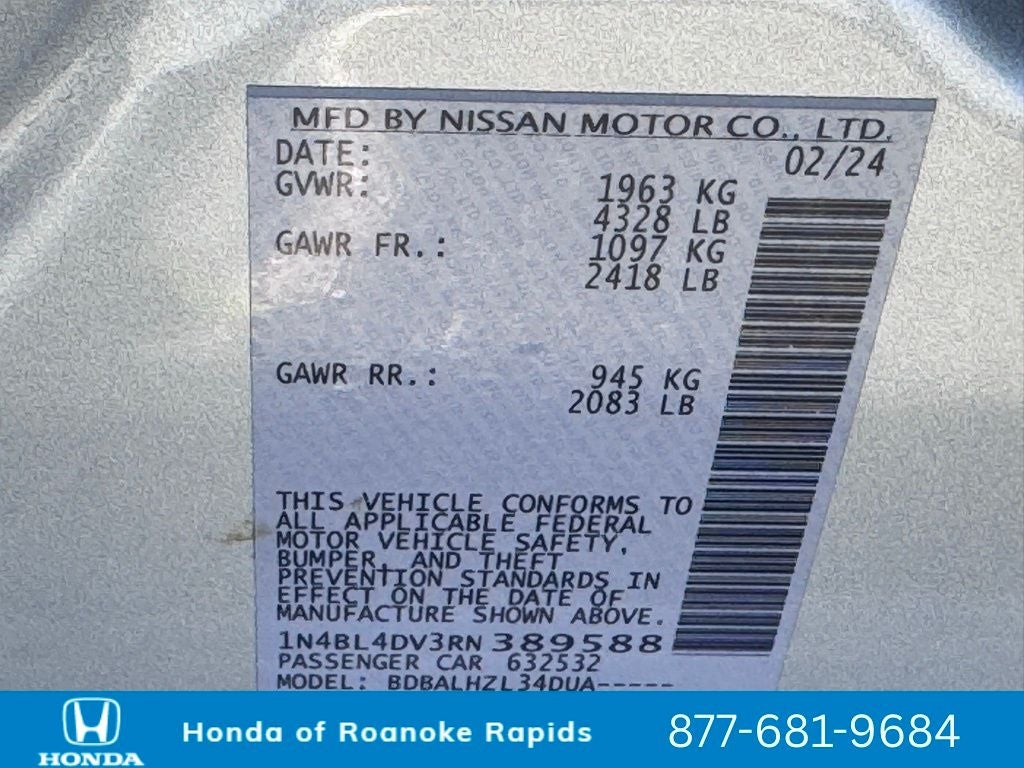 MFD BY NISSAN MOTOR CO., LTD.
DATE: 02/24
GVWR: 1963 KG
4328 LB
GAWR FR.: 1097 KG
2418 LB
GAWR RR.: 945 KG
2083 LB
THIS VEHICLE CONFORMS TO
ALL APPLICABLE FEDERAL
MOTOR VEHICLE SAFETY,
BUMPER, AND THEFT
PREVENTION STANDARDS IN
EFFECT ON THE DATE OF
MANUFACTURE SHOWN ABOVE.
1N4BL4DV3RN 389588
PASSENGER CAR 632532
MODEL: BDBALHZL34DUA-----
HONDA
Honda of Roanoke Rapids
877-681-9684